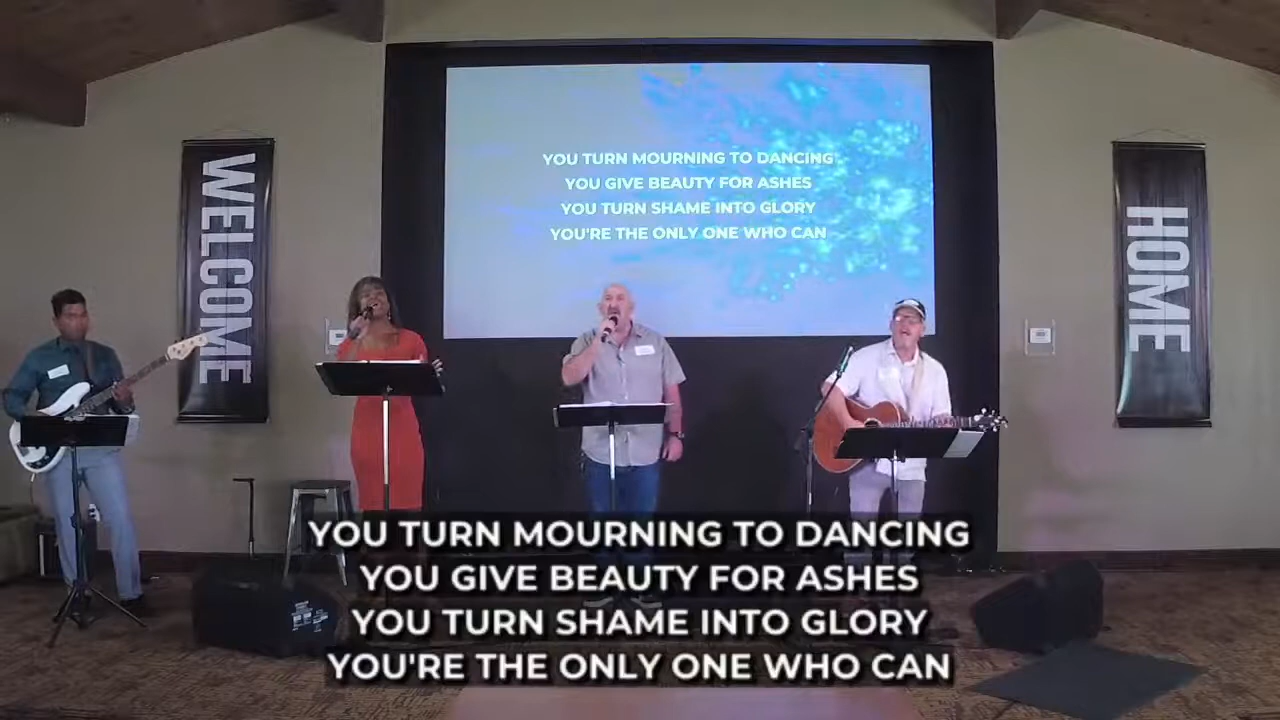 WELCOME
YOU TURN MOURNING TO DANCING
YOU GIVE BEAUTY FOR ASHES
YOU TURN SHAME INTO GLORY
YOU'RE THE ONLY ONE WHO CAN
HOME
YOU TURN MOURNING TO DANCING
YOU GIVE BEAUTY FOR ASHES
YOU TURN SHAME INTO GLORY
YOU'RE THE ONLY ONE WHO CAN